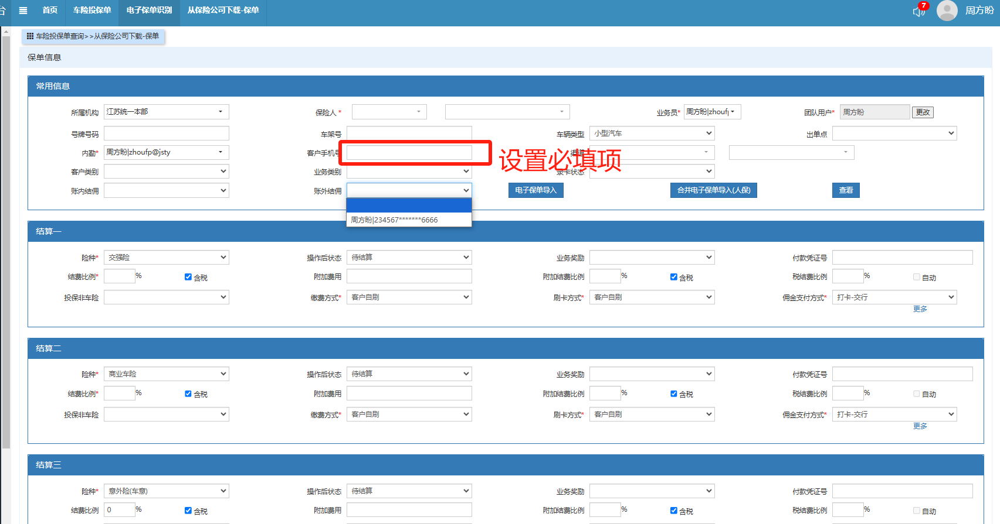 台 首页 车险投保单 电子保单识别 从保险公司下载-保单 7 周方盼
车险投保单查询>>从保险公司下载-保单
保单信息
常用信息
所属机构 江苏统一本部 保险人* 业务员* 周方盼|zhoufp 团队用户* 周方盼 更改
号牌号码 车架号 车辆类型 小型汽车 出单点
内勤* 周方盼|zhoufp@jsty 客户手机号 设置必填项 渠道
客户类别 业务类别 录卡状态
账内结佣 账外结佣 电子保单导入 合并电子保单导入(人保) 查看
周方盼|234567*******6666
结算一
险种* 交强险 操作后状态 待结算 业务奖励 付款凭证号
结费比例* % 含税 附加费用 附加结费比例 % 含税 税结费比例 % 自动
投保非车险 缴费方式* 客户自刷 刷卡方式* 客户自刷 佣金支付方式* 打卡-交行
更多
结算二
险种* 商业车险 操作后状态 待结算 业务奖励 付款凭证号
结费比例* % 含税 附加费用 附加结费比例 % 含税 税结费比例 % 自动
投保非车险 缴费方式* 客户自刷 刷卡方式* 客户自刷 佣金支付方式* 打卡-交行
更多
结算三
险种* 意外险(车意) 操作后状态 待结算 业务奖励 付款凭证号
结费比例 0 % 含税 附加费用 附加结费比例 % 含税 税结费比例 % 自动